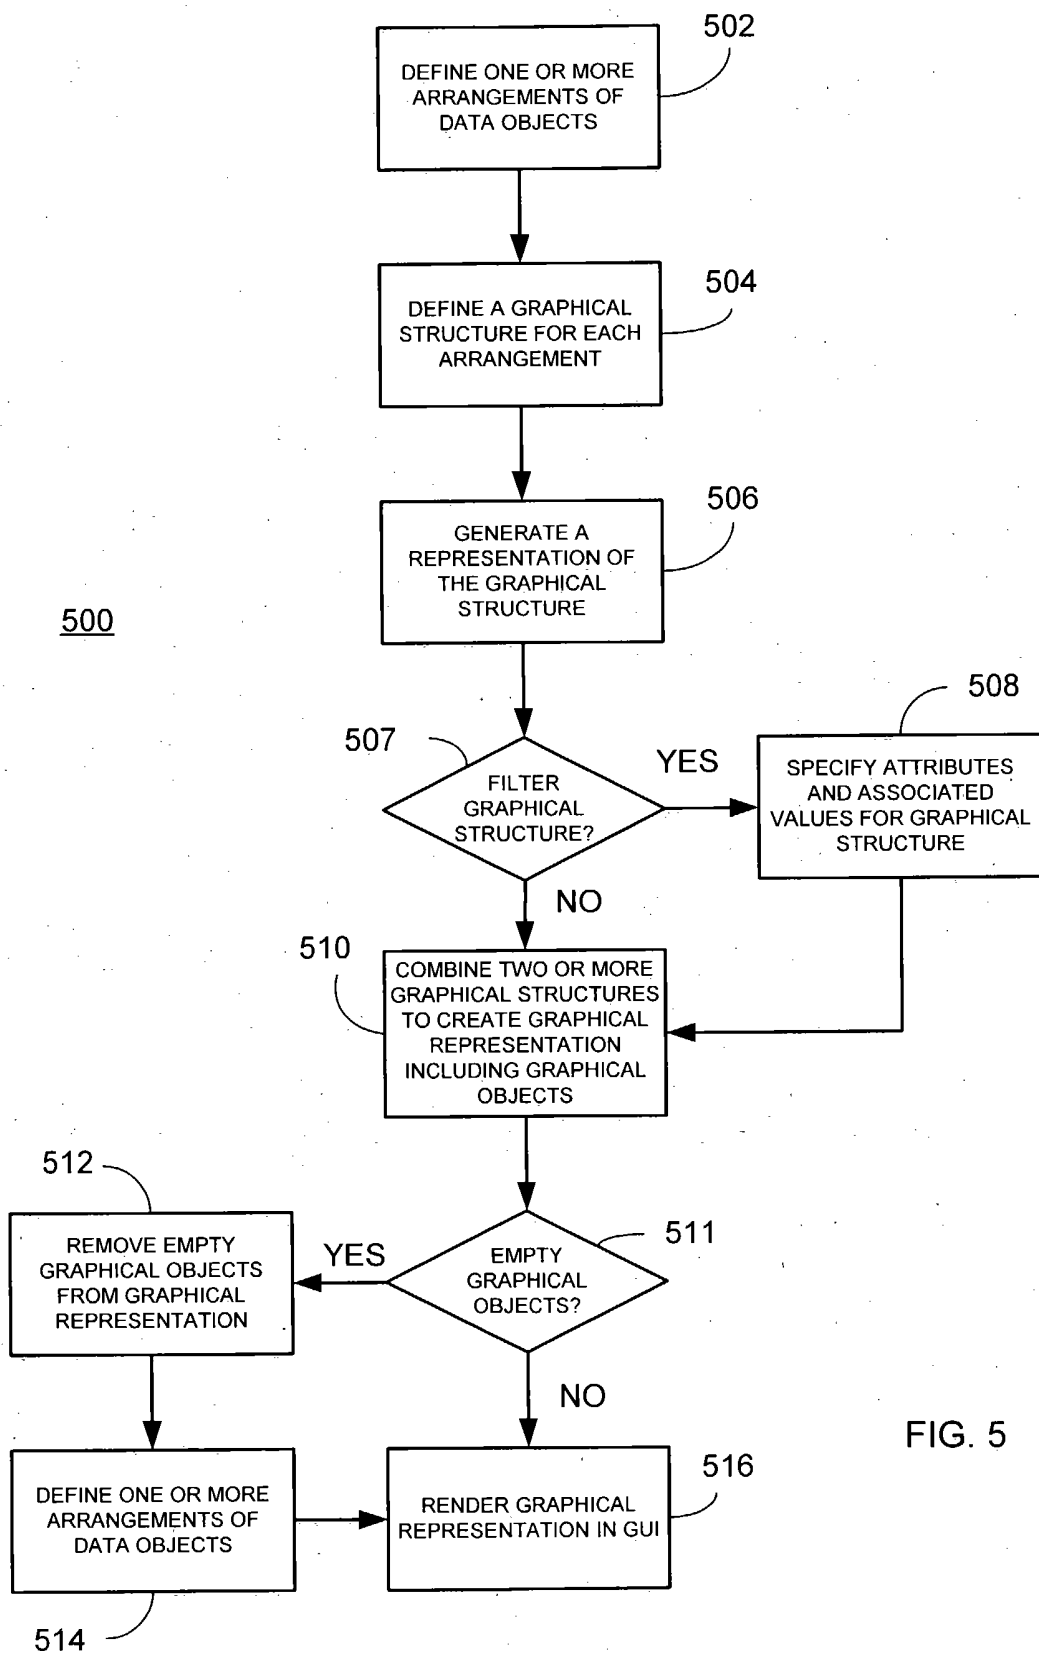 502
DEFINE ONE OR MORE
ARRANGEMENTS OF
DATA OBJECTS
504
DEFINE A GRAPHICAL
STRUCTURE FOR EACH
ARRANGEMENT
506
GENERATE A
REPRESENTATION OF
THE GRAPHICAL
STRUCTURE
500
508
507
YES
FILTER
GRAPHICAL
STRUCTURE?
SPECIFY ATTRIBUTES
AND ASSOCIATED
VALUES FOR GRAPHICAL
STRUCTURE
NO
510
COMBINE TWO OR MORE
GRAPHICAL STRUCTURES
TO CREATE GRAPHICAL
REPRESENTATION
INCLUDING GRAPHICAL
OBJECTS
512
511
REMOVE EMPTY
GRAPHICAL OBJECTS
FROM GRAPHICAL
REPRESENTATION
YES
EMPTY
GRAPHICAL
OBJECTS?
NO
FIG. 5
516
DEFINE ONE OR MORE
ARRANGEMENTS OF
DATA OBJECTS
RENDER GRAPHICAL
REPRESENTATION IN GUI
514